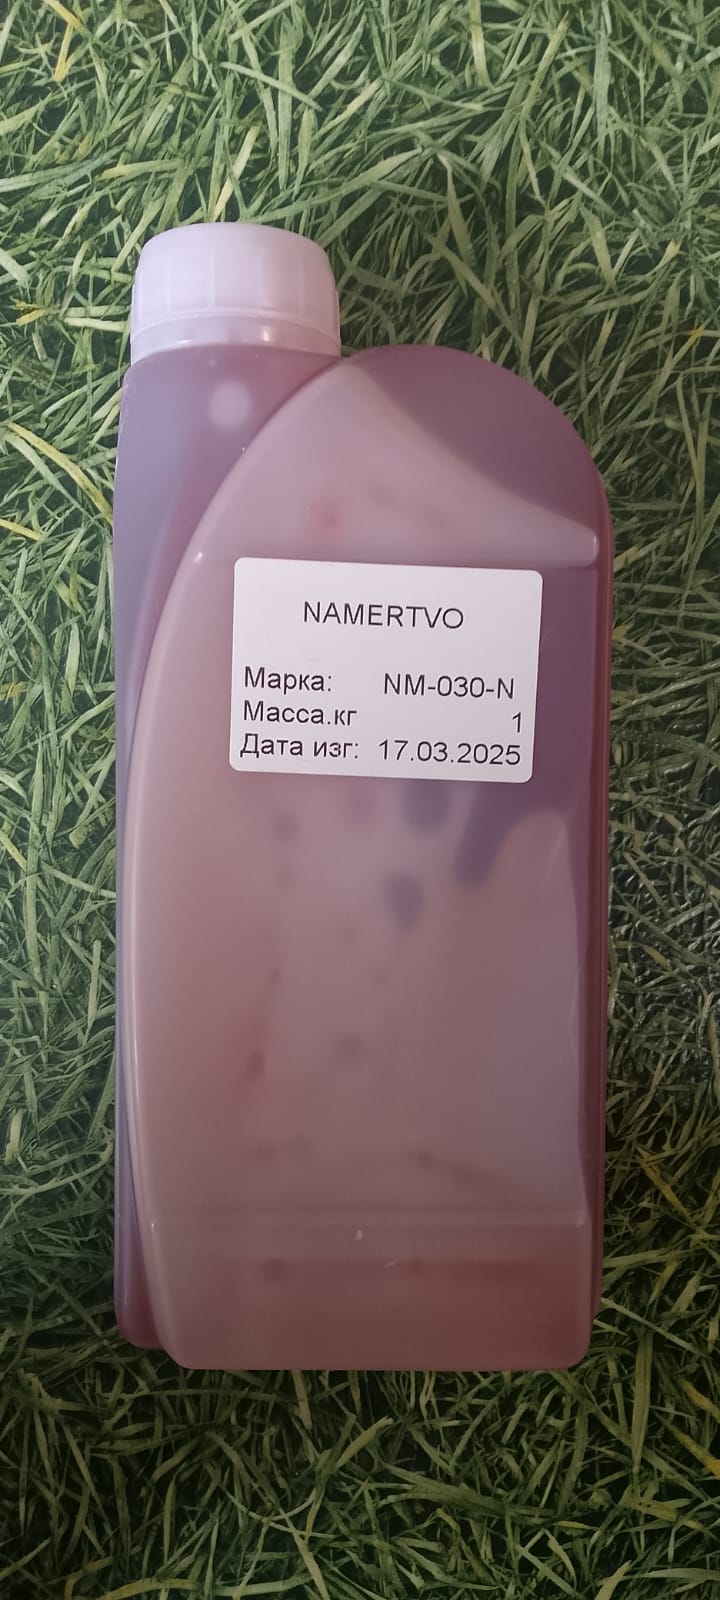 NAMERTVO
Марка: NM-030-N
Масса.кг 1
Дата изг: 17.03.2025